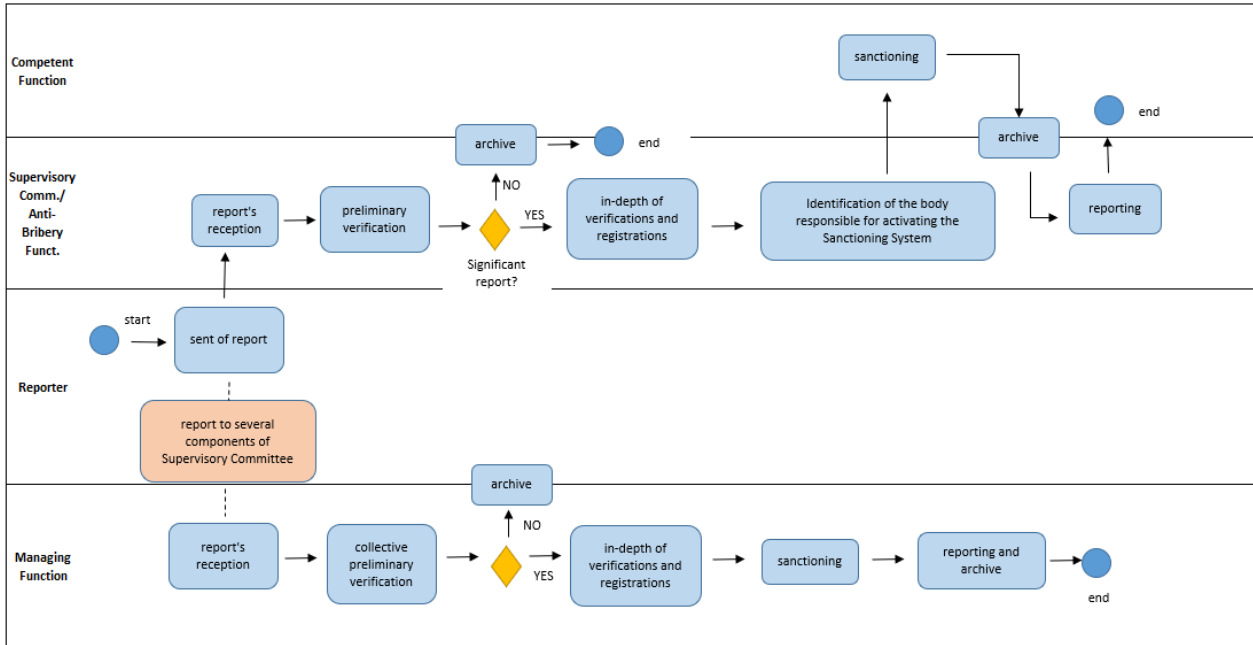 Competent
Function
sanctioning
archive
end
Supervisory
Comm./
Anti-
Bribery
Funct.
archive
end
NO
report's
reception
preliminary
verification
YES
Significant
report?
in-depth of
verifications and
registrations
Identification of the body
responsible for activating the
Sanctioning System
reporting
Reporter
start
sent of report
report to several
components of
Supervisory Committee
Managing
Function
archive
NO
report's
reception
collective
preliminary
verification
YES
in-depth of
verifications and
registrations
sanctioning
reporting and
archive
end